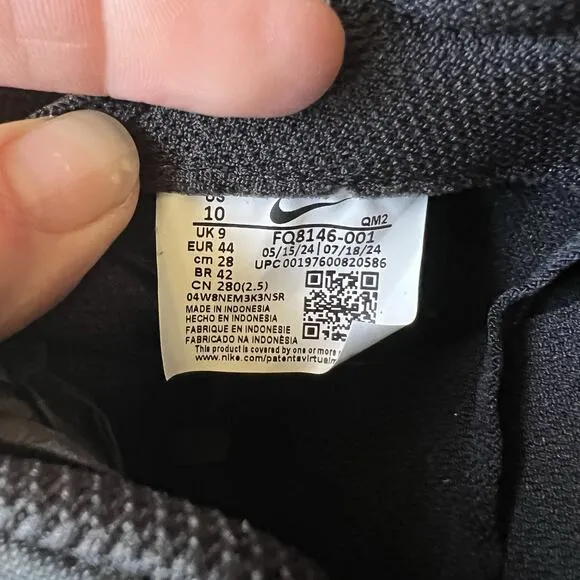 US
10
QM2
UK 9
FQ8146-001
EUR 44
05/15/24 | 07/18/24
cm 28
UPC 00197600820586
BR 42
CN 280(2.5)
04W8NEM3K3NSR
MADE IN INDONESIA
HECHO EN INDONESIA
FABRIQUE EN INDONESIE
FABRICADO NA INDONÉSIA
This product is covered by one or more
www.nike.com/patents